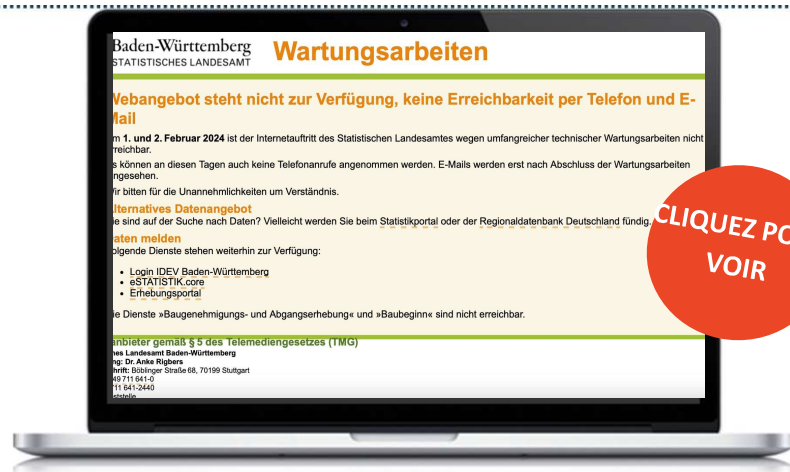 Baden-Württemberg
STATISTISCHES LANDESAMT
Wartungsarbeiten
Webangebot steht nicht zur Verfügung, keine Erreichbarkeit per Telefon und E-
Mail
m 1. und 2. Februar 2024 ist der Internetauftritt des Statistischen Landesamtes wegen umfangreicher technischer Wartungsarbeiten nicht
rreichbar.
s können an diesen Tagen auch keine Telefonanrufe angenommen werden. E-Mails werden erst nach Abschluss der Wartungsarbeiten
ngesehen.
ir bitten für die Unannehmlichkeiten um Verständnis.
lternatives Datenangebot
ie sind auf der Suche nach Daten? Vielleicht werden Sie beim Statistikportal oder der Regionaldatenbank Deutschland fündig.
aten melden
olgende Dienste stehen weiterhin zur Verfügung:
• Login IDEV Baden-Württemberg
• eSTATISTIK.core
• Erhebungsportal
ie Dienste »Baugenehmigungs- und Abgangserhebung« und »Baubeginn« sind nicht erreichbar.
anbieter gemäß § 5 des Telemediengesetzes (TMG)
hes Landesamt Baden-Württemberg
ng: Dr. Anke Rigbers
hrift: Böblinger Straße 68, 70199 Stuttgart
49 711 641-0
711 641-2440
ststelle
CLIQUEZ PO
VOIR